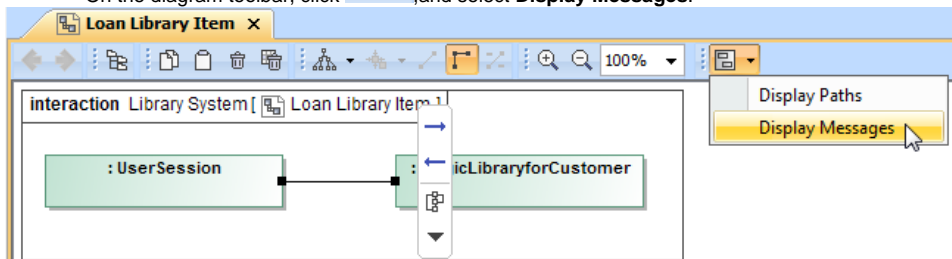 On the diagram toolbar, click ,and select Display Messages.
Loan Library Item X
100%
Display Paths
Display Messages
interaction Library System [ Loan Library Item ]
: UserSession
: icLibraryforCustomer